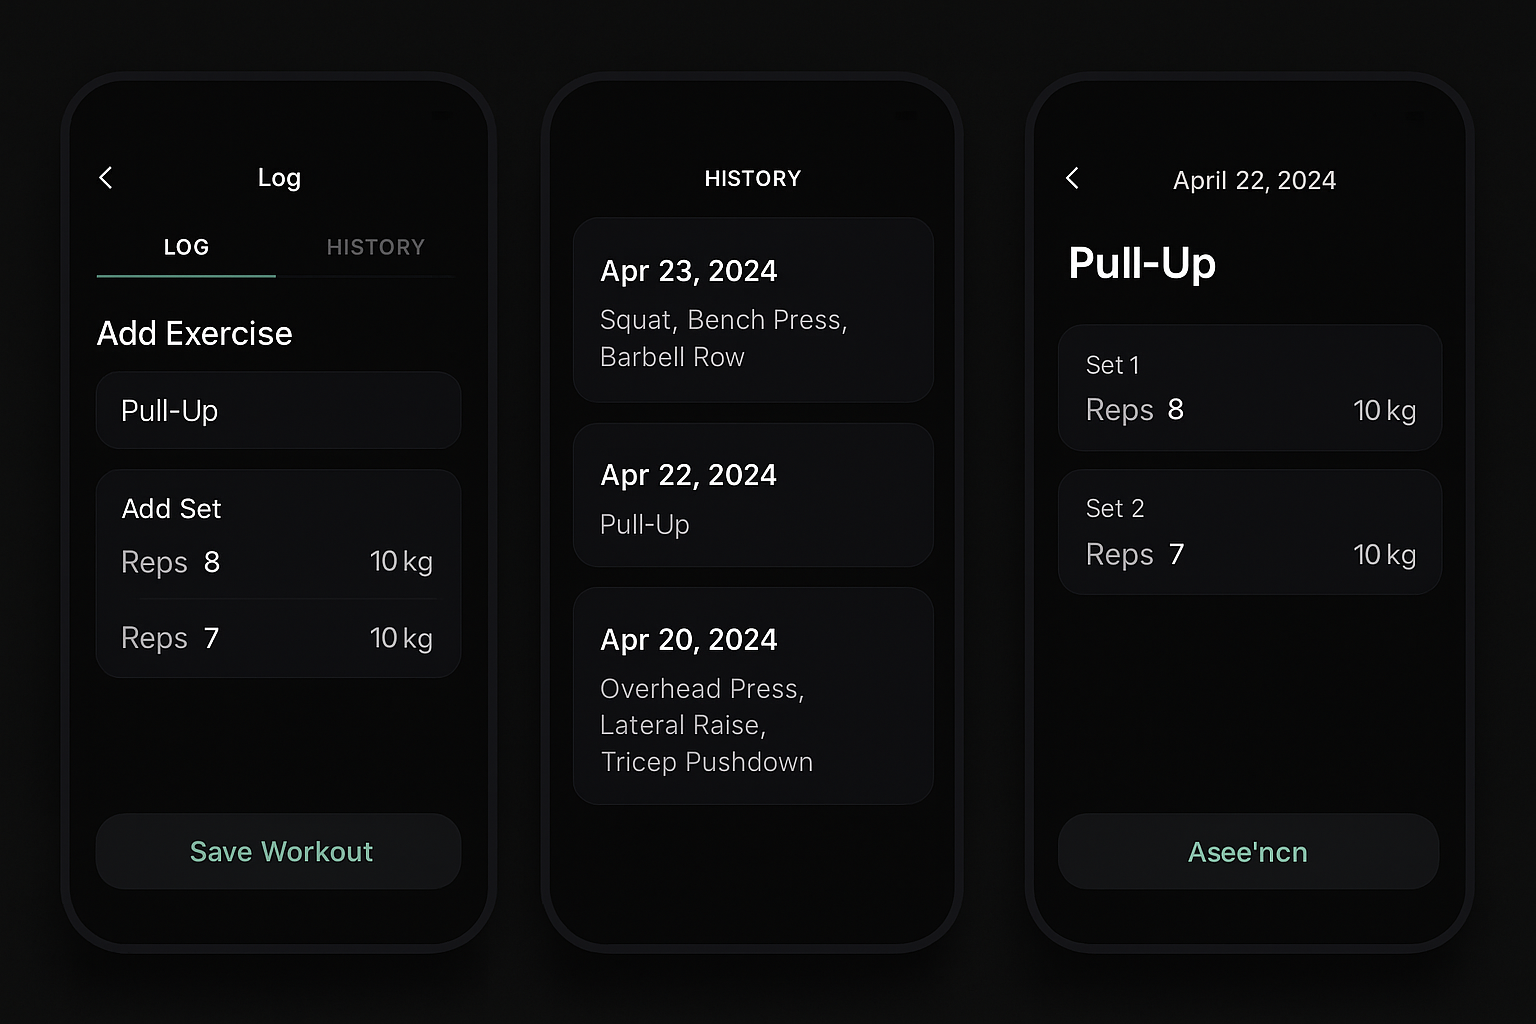 Log
LOG
HISTORY
Add Exercise
Pull-Up
Add Set
Reps 8
10 kg
Reps 7
10 kg
Save Workout
HISTORY
Apr 23, 2024
Squat, Bench Press,
Barbell Row
Apr 22, 2024
Pull-Up
Apr 20, 2024
Overhead Press,
Lateral Raise,
Tricep Pushdown
April 22, 2024
Pull-Up
Set 1
Reps 8
10 kg
Set 2
Reps 7
10 kg
Asee'ncn